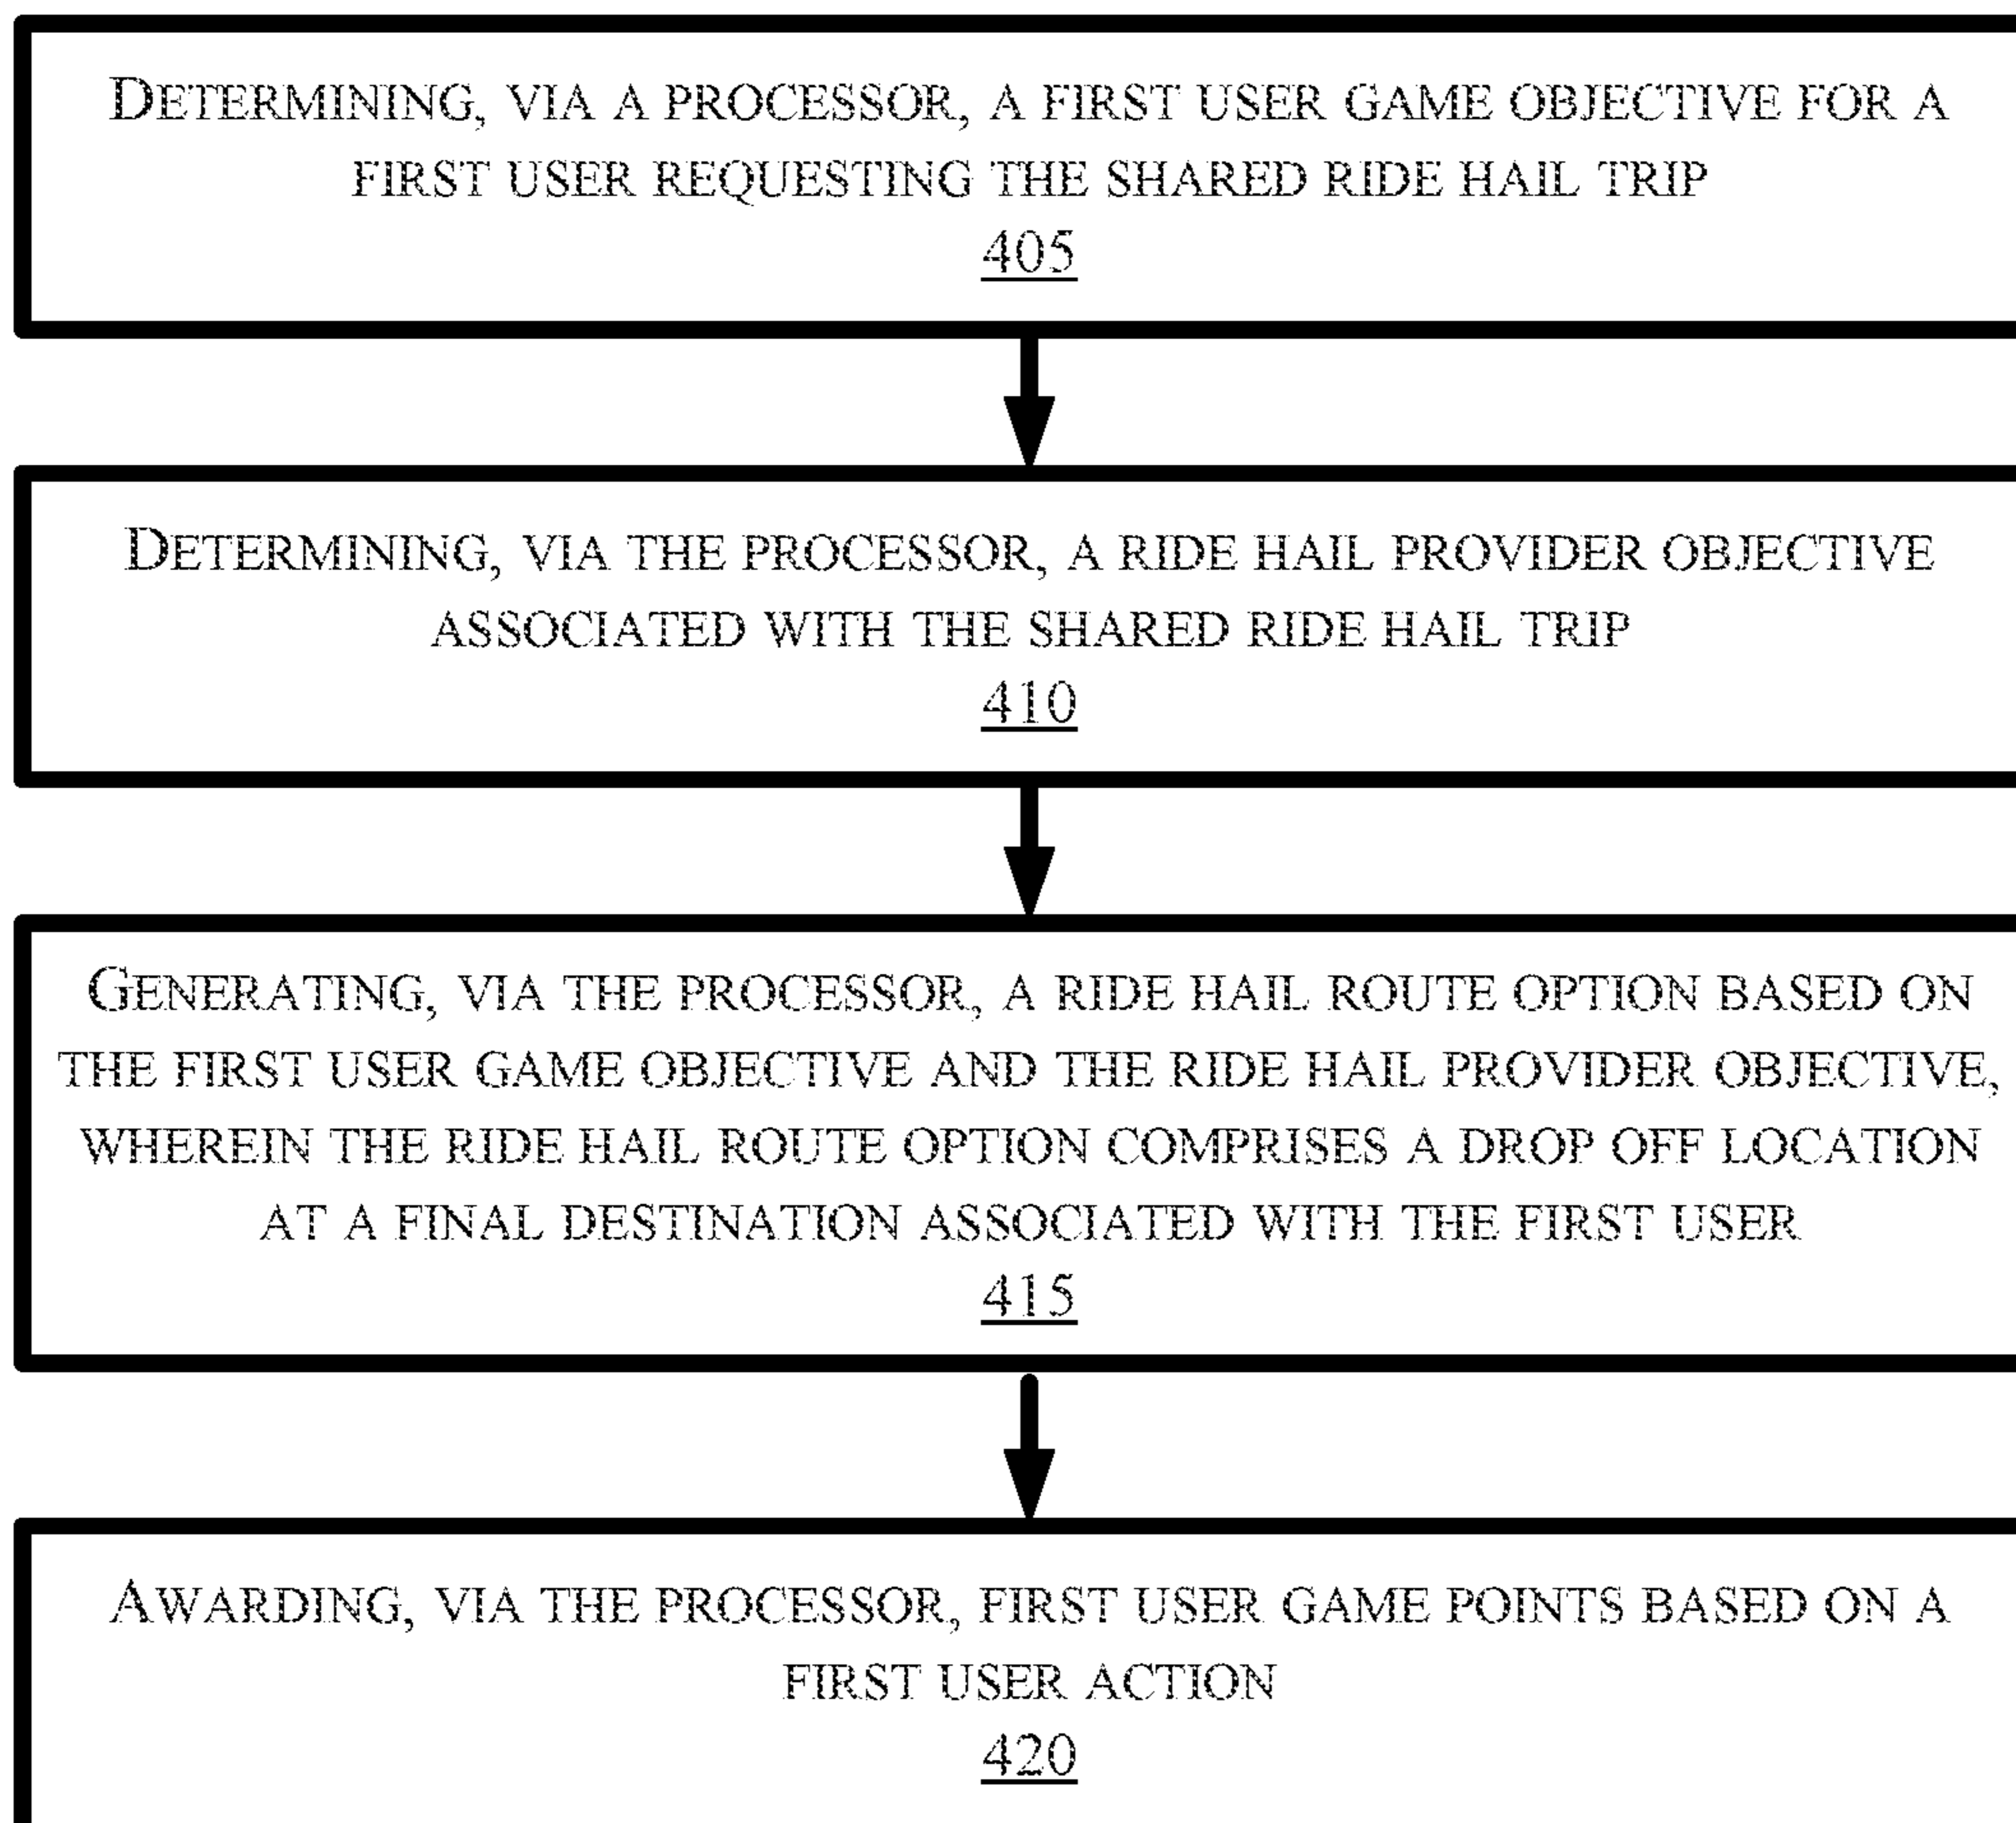 DETERMINING, VIA A PROCESSOR, A FIRST USER GAME OBJECTIVE FOR A
FIRST USER REQUESTING THE SHARED RIDE HAIL TRIP
405
DETERMINING, VIA THE PROCESSOR, A RIDE HAIL PROVIDER OBJECTIVE
ASSOCIATED WITH THE SHARED RIDE HAIL TRIP
410
GENERATING, VIA THE PROCESSOR, A RIDE HAIL ROUTE OPTION BASED ON
THE FIRST USER GAME OBJECTIVE AND THE RIDE HAIL PROVIDER OBJECTIVE,
WHEREIN THE RIDE HAIL ROUTE OPTION COMPRISES A DROP OFF LOCATION
AT A FINAL DESTINATION ASSOCIATED WITH THE FIRST USER
415
AWARDING, VIA THE PROCESSOR, FIRST USER GAME POINTS BASED ON A
FIRST USER ACTION
420